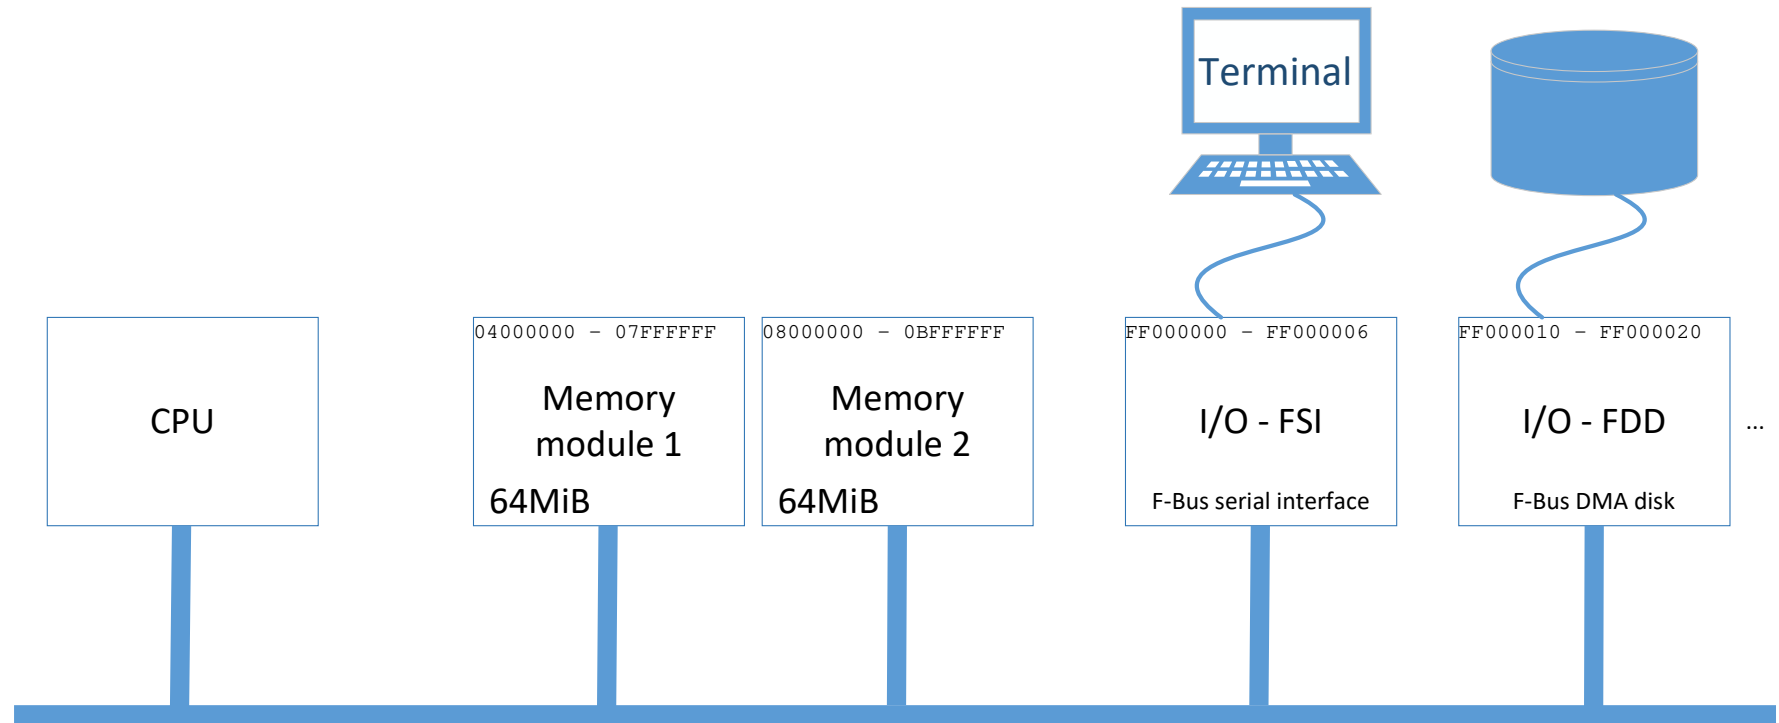 Terminal
CPU
04000000 – 07FFFFFF
Memory
module 1
64MiB
08000000 – 0BFFFFFF
Memory
module 2
64MiB
FF000000 – FF000006
I/O - FSI
F-Bus serial interface
FF000010 – FF000020
I/O - FDD
F-Bus DMA disk
...